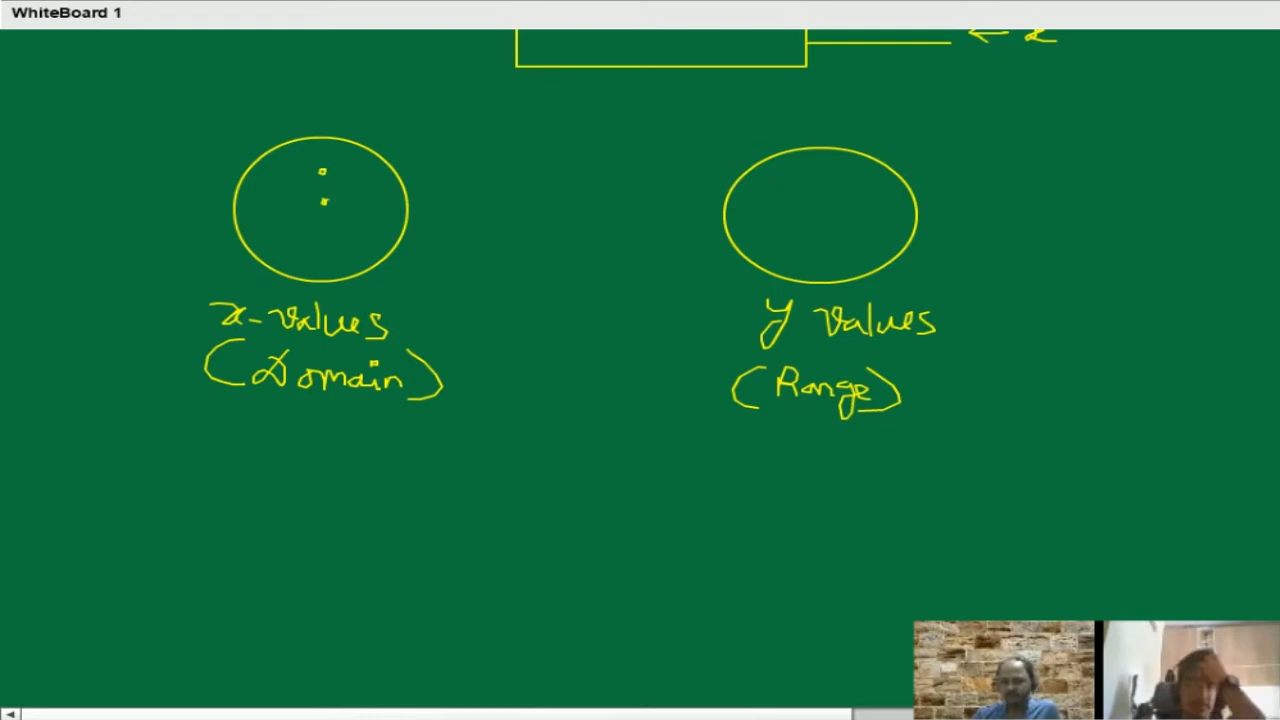 WhiteBoard 1
x-values
(Domain)
y values
(Range)